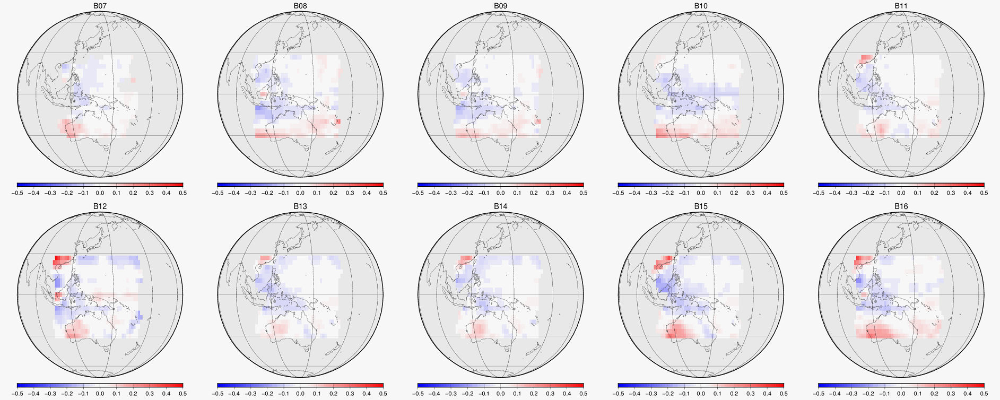 B07 B08 B09 B10 B11
−0.5 −0.4 −0.3 −0.2 −0.1 0.0 0.1 0.2 0.3 0.4 0.5 −0.5 −0.4 −0.3 −0.2 −0.1 0.0 0.1 0.2 0.3 0.4 0.5 −0.5 −0.4 −0.3 −0.2 −0.1 0.0 0.1 0.2 0.3 0.4 0.5 −0.5 −0.4 −0.3 −0.2 −0.1 0.0 0.1 0.2 0.3 0.4 0.5 −0.5 −0.4 −0.3 −0.2 −0.1 0.0 0.1 0.2 0.3 0.4 0.5
B12 B13 B14 B15 B16
−0.5 −0.4 −0.3 −0.2 −0.1 0.0 0.1 0.2 0.3 0.4 0.5 −0.5 −0.4 −0.3 −0.2 −0.1 0.0 0.1 0.2 0.3 0.4 0.5 −0.5 −0.4 −0.3 −0.2 −0.1 0.0 0.1 0.2 0.3 0.4 0.5 −0.5 −0.4 −0.3 −0.2 −0.1 0.0 0.1 0.2 0.3 0.4 0.5 −0.5 −0.4 −0.3 −0.2 −0.1 0.0 0.1 0.2 0.3 0.4 0.5